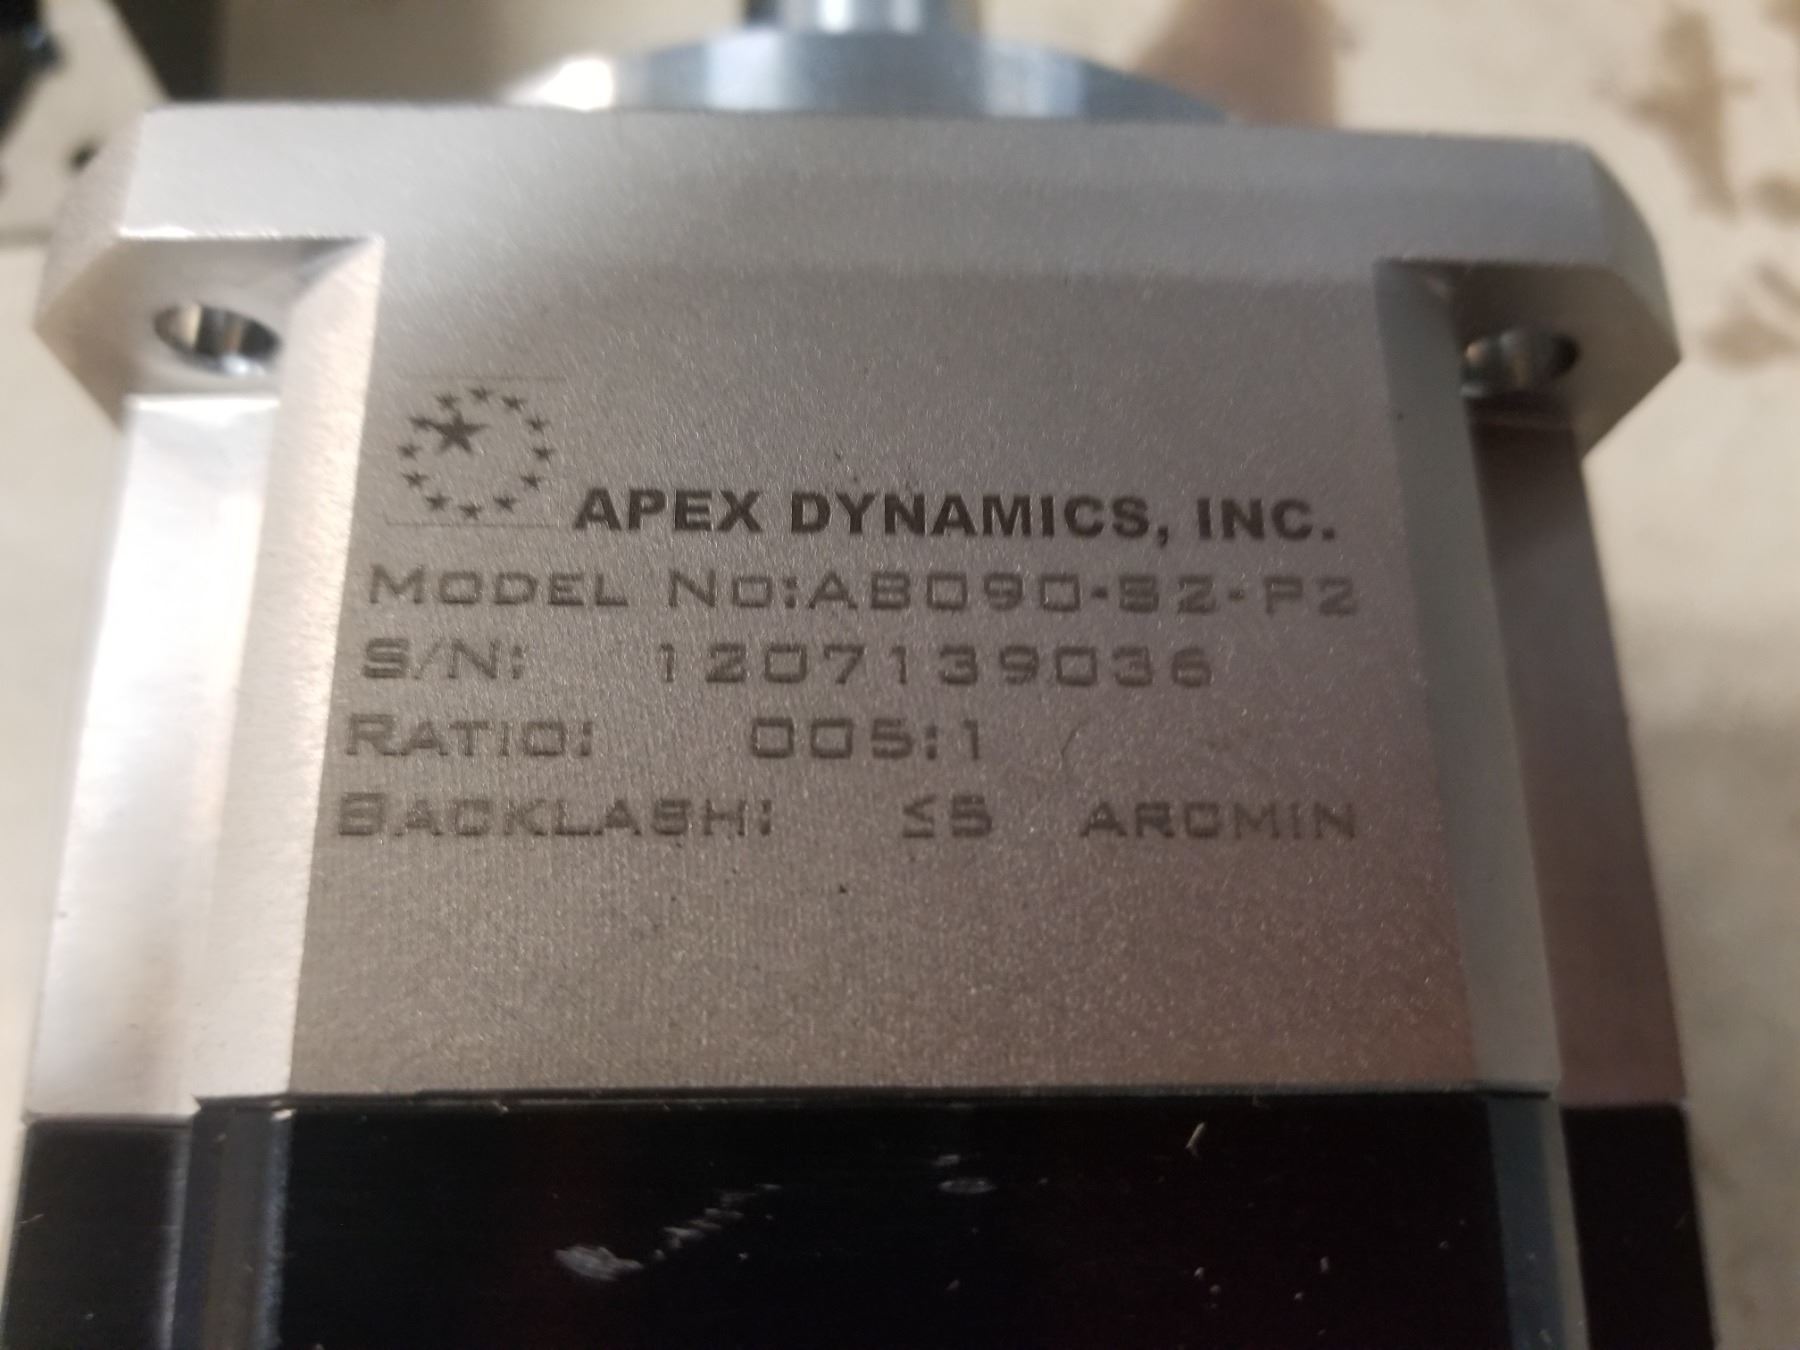 APEX DYNAMICS, INC.
MODEL NO:AB090-S2-P2
S/N: 1207139036
RATIO: 005:1
BACKLASH: ≤5 ARCMIN